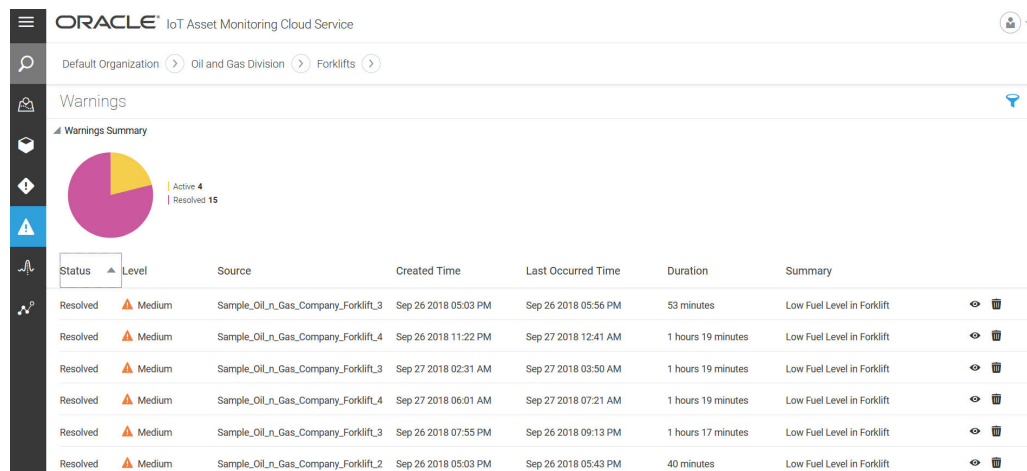 ORACLE® IoT Asset Monitoring Cloud Service
Default Organization > Oil and Gas Division > Forklifts >
Warnings
Warnings Summary
Active 4
Resolved 15
Status Level Source Created Time Last Occurred Time Duration Summary
Resolved Medium Sample_Oil_n_Gas_Company_Forklift_3 Sep 26 2018 05:03 PM Sep 26 2018 05:56 PM 53 minutes Low Fuel Level in Forklift
Resolved Medium Sample_Oil_n_Gas_Company_Forklift_4 Sep 26 2018 11:22 PM Sep 27 2018 12:41 AM 1 hours 19 minutes Low Fuel Level in Forklift
Resolved Medium Sample_Oil_n_Gas_Company_Forklift_3 Sep 27 2018 02:31 AM Sep 27 2018 03:50 AM 1 hours 19 minutes Low Fuel Level in Forklift
Resolved Medium Sample_Oil_n_Gas_Company_Forklift_4 Sep 27 2018 06:01 AM Sep 27 2018 07:21 AM 1 hours 19 minutes Low Fuel Level in Forklift
Resolved Medium Sample_Oil_n_Gas_Company_Forklift_3 Sep 26 2018 07:55 PM Sep 26 2018 09:13 PM 1 hours 17 minutes Low Fuel Level in Forklift
Resolved Medium Sample_Oil_n_Gas_Company_Forklift_2 Sep 26 2018 05:03 PM Sep 26 2018 05:43 PM 40 minutes Low Fuel Level in Forklift